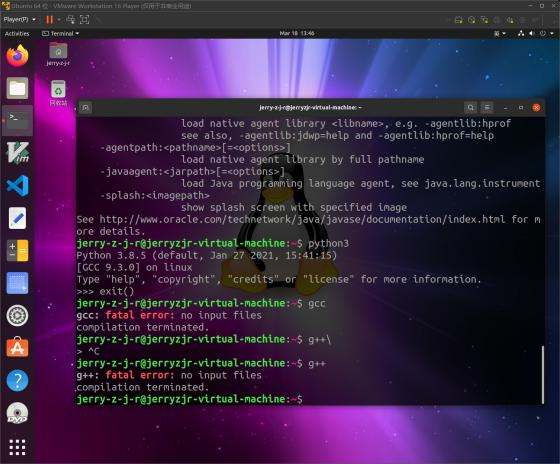 Ubuntu 64 位 - VMware Workstation 16 Player (仅用于非商业用途)
Player(P)
Activities
Terminal
Mar 18 13:46
英
jerry-z-j-r
回收站
jerry-z-j-r@jerryzjr-virtual-machine: ~
load native agent library <libname>, e.g. -agentlib:hprof
see also, -agentlib:jdwp=help and -agentlib:hprof=help
-agentpath:<pathname>[=<options>]
load native agent library by full pathname
-javaagent:<jarpath>[=<options>]
load Java programming language agent, see java.lang.instrument
-splash:<imagepath>
show splash screen with specified image
See http://www.oracle.com/technetwork/java/javase/documentation/index.html for m
ore details.
jerry-z-j-r@jerryzjr-virtual-machine:~$ python3
Python 3.8.5 (default, Jan 27 2021, 15:41:15)
[GCC 9.3.0] on linux
Type "help", "copyright", "credits" or "license" for more information.
>>> exit()
jerry-z-j-r@jerryzjr-virtual-machine:~$ gcc
gcc: fatal error: no input files
compilation terminated.
jerry-z-j-r@jerryzjr-virtual-machine:~$ g++\
> ^C
jerry-z-j-r@jerryzjr-virtual-machine:~$ g++
g++: fatal error: no input files
compilation terminated.
jerry-z-j-r@jerryzjr-virtual-machine:~$
VIM
DVD